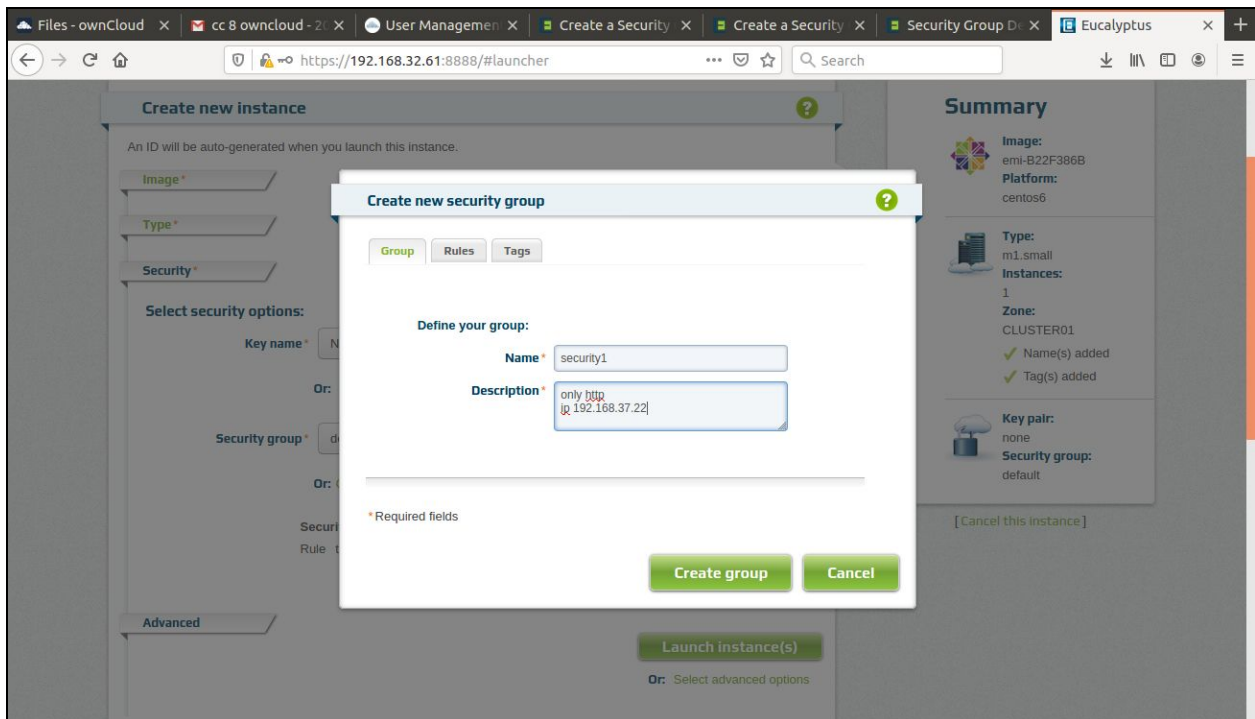 Files - ownCloud
cc 8 owncloud - 20
User Managemen
Create a Security
Create a Security
Security Group De
Eucalyptus
https://192.168.32.61:8888/#launcher
Search
Create new instance
?
An ID will be auto-generated when you launch this instance.
Image*
Type*
Security*
Select security options:
Key name*
N
Or:
Security group*
de
Or:
Securi
Rule t
Advanced
Launch instance(s)
Or: Select advanced options
Create new security group
?
Group
Rules
Tags
Define your group:
Name*
security1
Description*
only http
ip 192.168.37.22
*Required fields
Create group
Cancel
Summary
Image:
emi-B22F386B
Platform:
centos6
Type:
m1.small
Instances:
1
Zone:
CLUSTER01
Name(s) added
Tag(s) added
Key pair:
none
Security group:
default
[Cancel this instance]